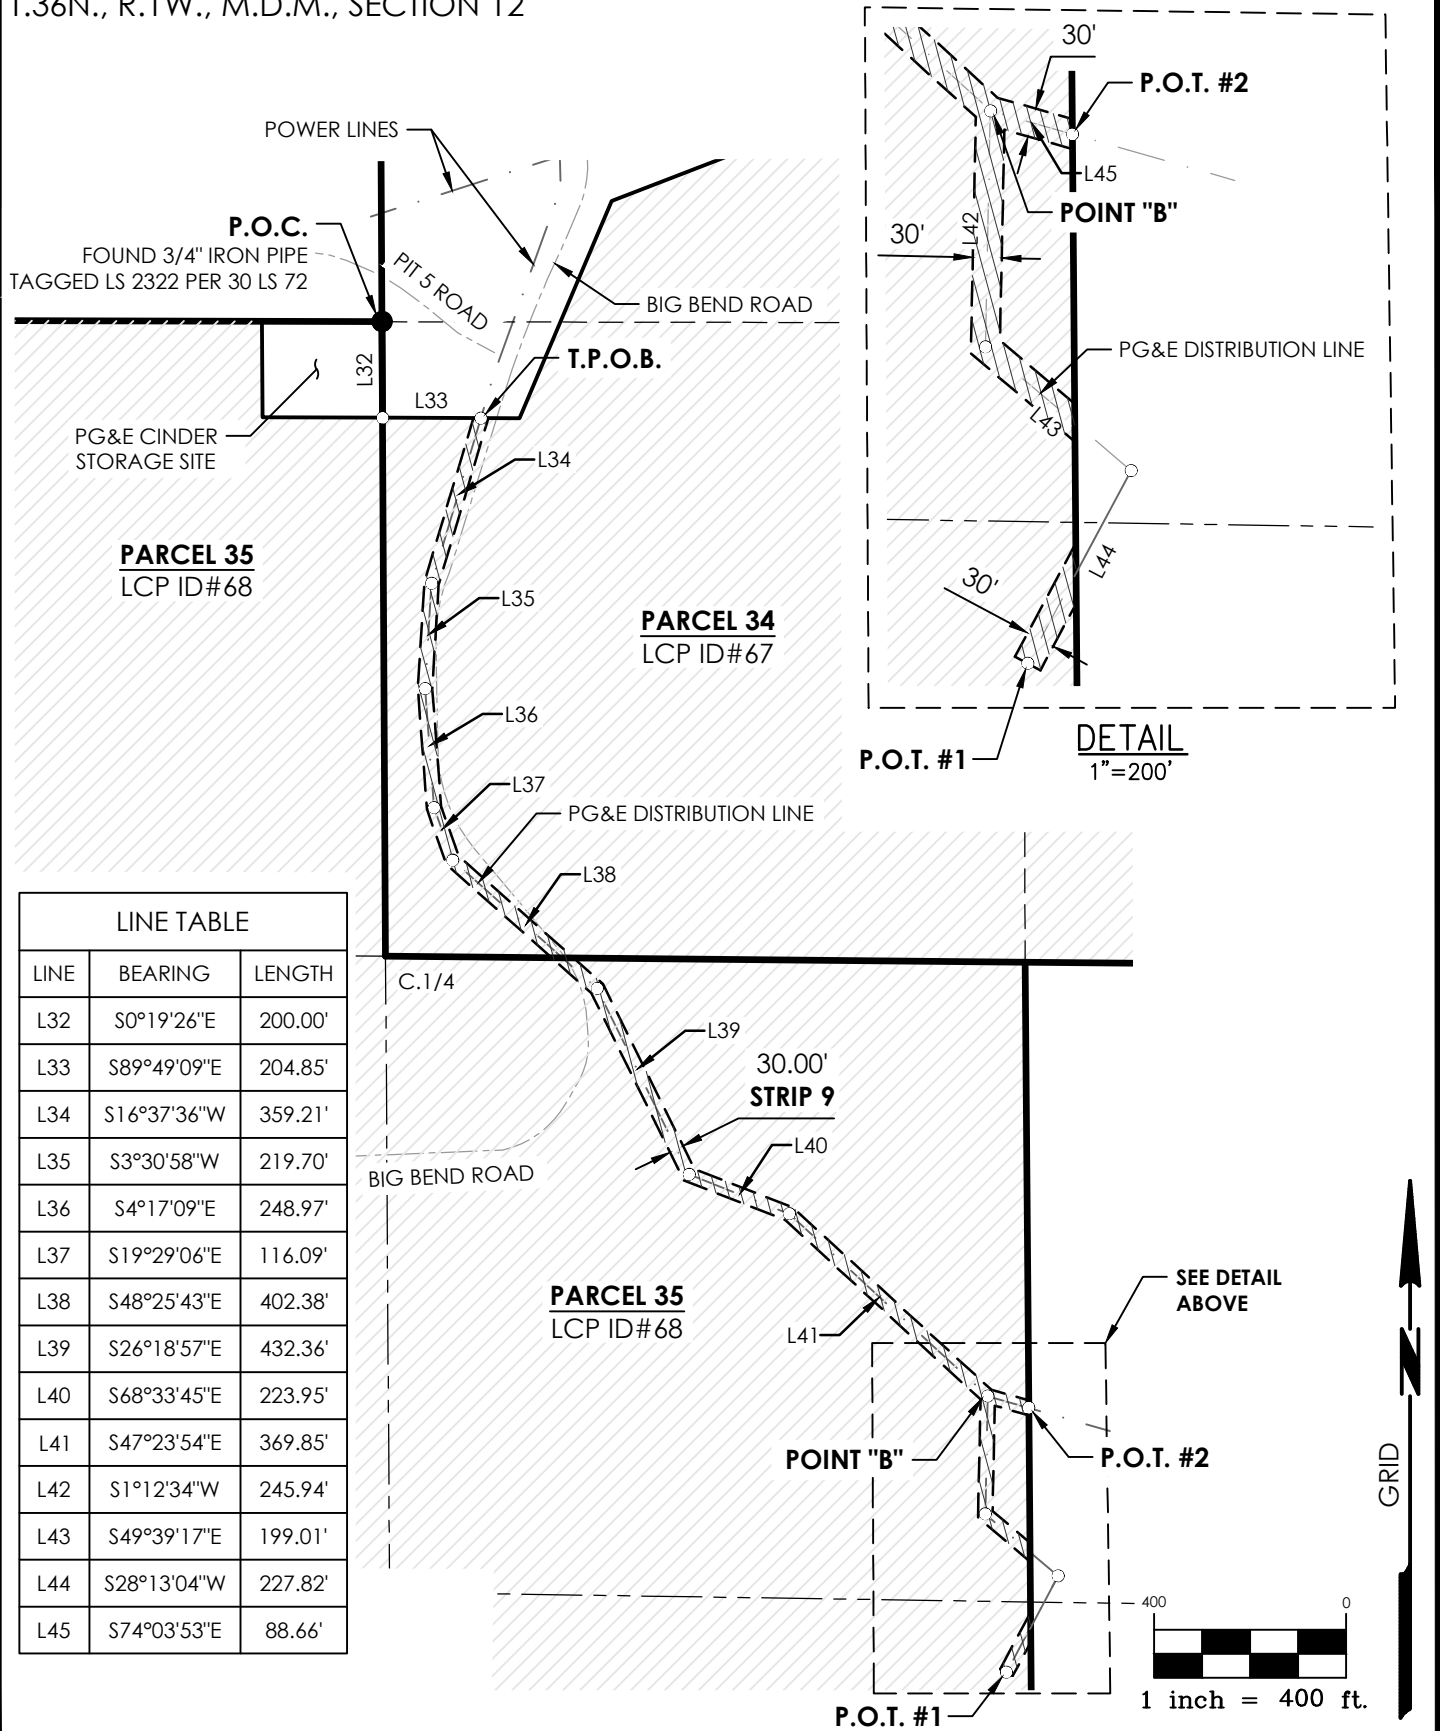 T.36N., R.1W., M.D.M., SECTION 12
30'
P.O.T. #2
L45
POINT "B"
L42
30'
PG&E DISTRIBUTION LINE
L43
L44
30'
P.O.T. #1
DETAIL
1"=200'
POWER LINES
P.O.C.
FOUND 3/4" IRON PIPE
TAGGED LS 2322 PER 30 LS 72
PIT 5 ROAD
BIG BEND ROAD
L32
T.P.O.B.
L33
PG&E CINDER
STORAGE SITE
L34
PARCEL 35
LCP ID#68
L35
PARCEL 34
LCP ID#67
L36
L37
PG&E DISTRIBUTION LINE
L38
C.1/4
L39
30.00'
STRIP 9
L40
BIG BEND ROAD
PARCEL 35
LCP ID#68
L41
SEE DETAIL
ABOVE
POINT "B"
P.O.T. #2
P.O.T. #1
LINE TABLE
LINE BEARING LENGTH
L32 S0°19'26"E 200.00'
L33 S89°49'09"E 204.85'
L34 S16°37'36"W 359.21'
L35 S3°30'58"W 219.70'
L36 S4°17'09"E 248.97'
L37 S19°29'06"E 116.09'
L38 S48°25'43"E 402.38'
L39 S26°18'57"E 432.36'
L40 S68°33'45"E 223.95'
L41 S47°23'54"E 369.85'
L42 S1°12'34"W 245.94'
L43 S49°39'17"E 199.01'
L44 S28°13'04"W 227.82'
L45 S74°03'53"E 88.66'
N
GRID
400 0
1 inch = 400 ft.